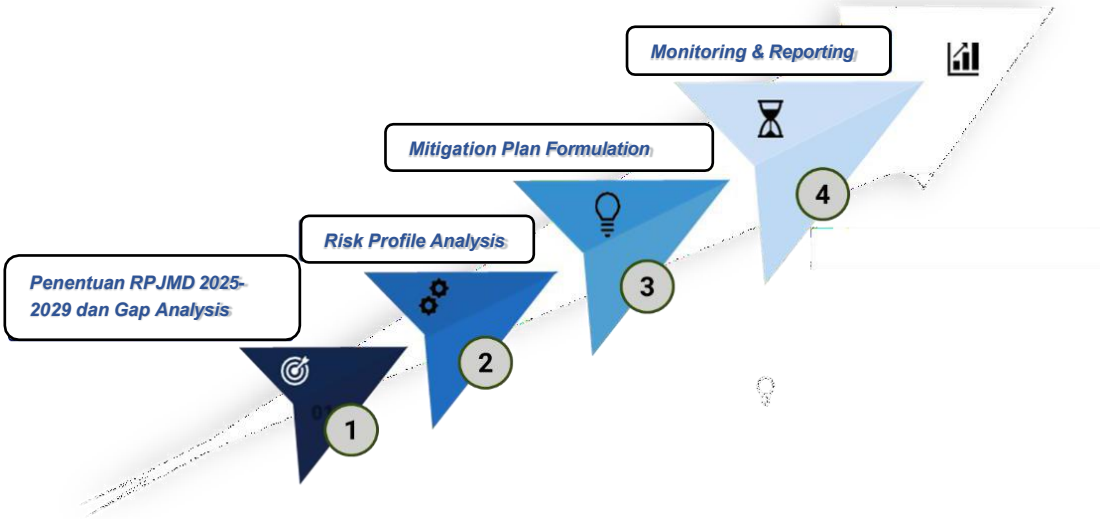 Monitoring & Reporting
Mitigation Plan Formulation
Risk Profile Analysis
Penentuan RPJMD 2025-
2029 dan Gap Analysis
4
3
2
1